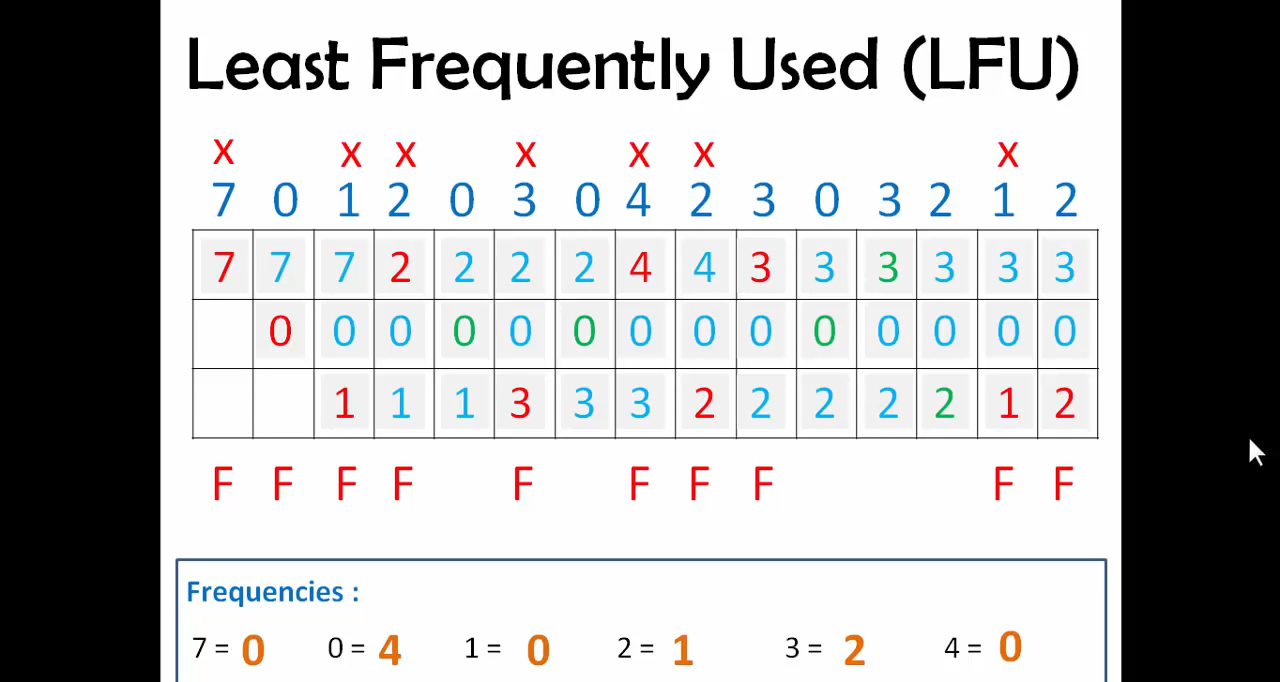 Least Frequently Used (LFU)
x x x x x x x
7 0 1 2 0 3 0 4 2 3 0 3 2 1 2
7 7 7 2 2 2 2 4 4 3 3 3 3 3 3
0 0 0 0 0 0 0 0 0 0 0 0 0 0
1 1 1 3 3 3 2 2 2 2 2 1 2
F F F F F F F F F F
Frequencies :
7 = 0 0 = 4 1 = 0 2 = 1 3 = 2 4 = 0